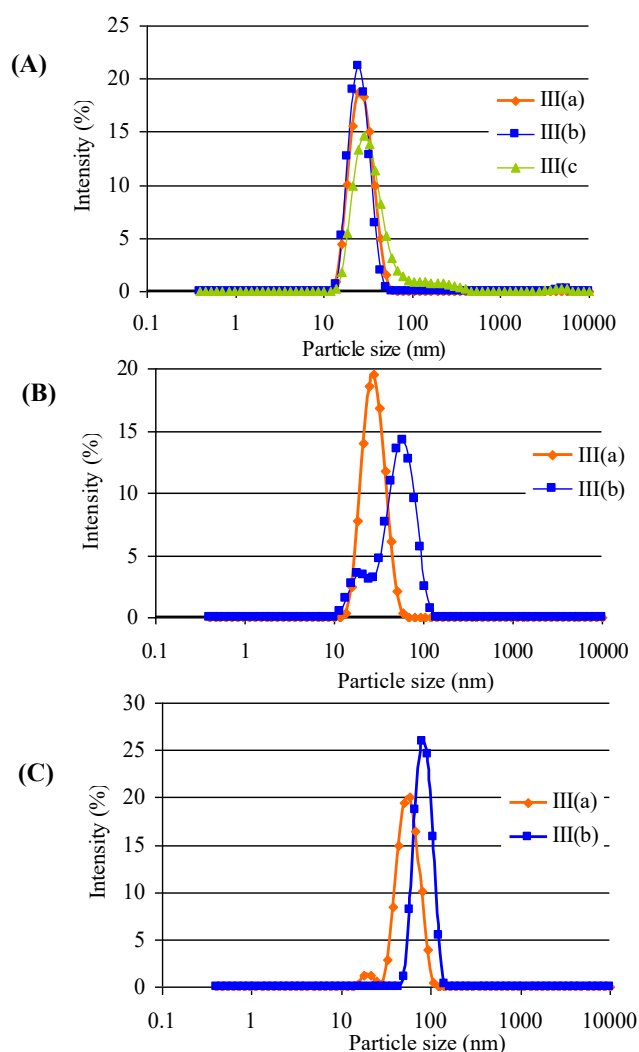 (A)
Intensity (%)
25
20
15
10
5
0
0.1 1 10 100 1000 10000
Particle size (nm)
III(a)
III(b)
III(c
(B)
Intensity (%)
20
15
10
5
0
0.1 1 10 100 1000 10000
Particle size (nm)
III(a)
III(b)
(C)
Intensity (%)
30
25
20
15
10
5
0
0.1 1 10 100 1000 10000
Particle size (nm)
III(a)
III(b)